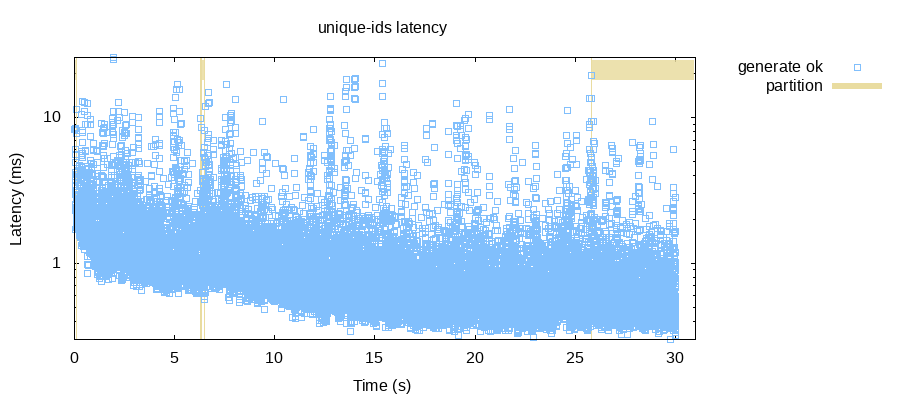 unique-ids latency
generate ok
partition
10
1
Latency (ms)
0 5 10 15 20 25 30
Time (s)